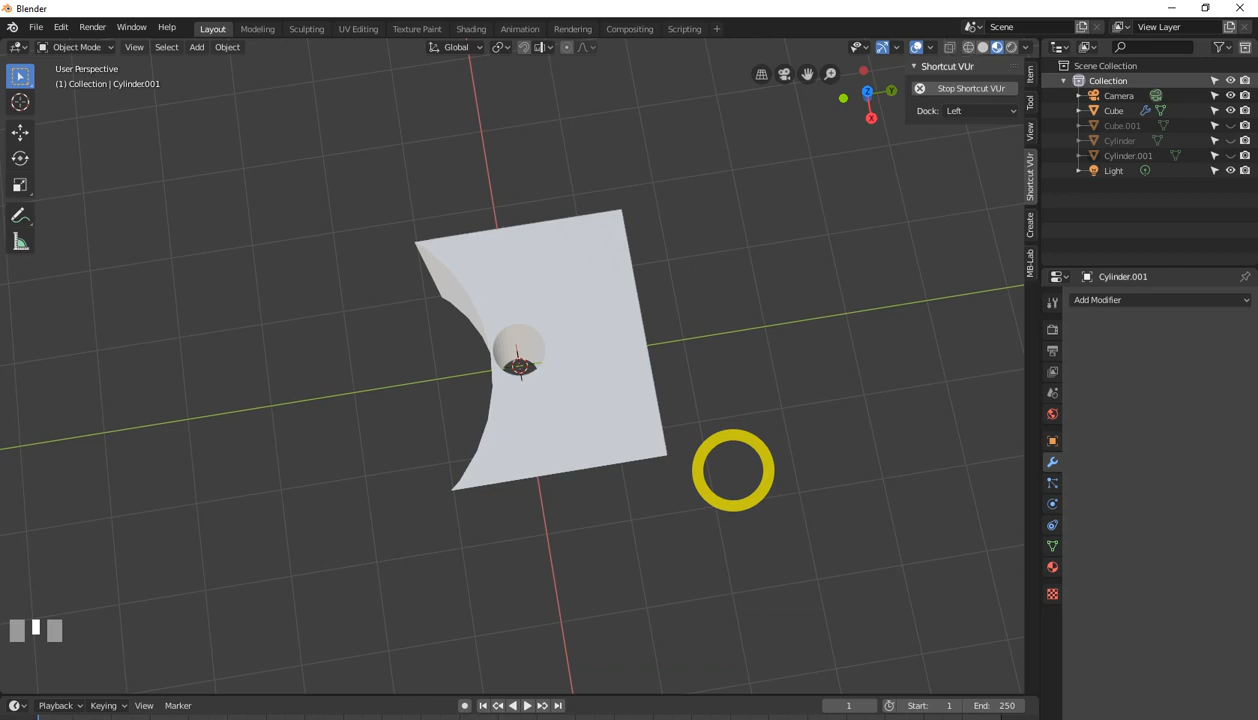 Blender
File Edit Render Window Help Layout Modeling Sculpting UV Editing Texture Paint Shading Animation Rendering Compositing Scripting + Scene View Layer
Object Mode View Select Add Object Global
User Perspective
(1) Collection | Cylinder.001
Shortcut VUr
Stop Shortcut VUr
Dock: Left
Z
Y
X
Item
Tool
View
Shortcut VUr
Create
MB-Lab
Scene Collection
Collection
Camera
Cube
Cube.001
Cylinder
Cylinder.001
Light
Cylinder.001
Add Modifier
Playback Keying View Marker 1 Start: 1 End: 250